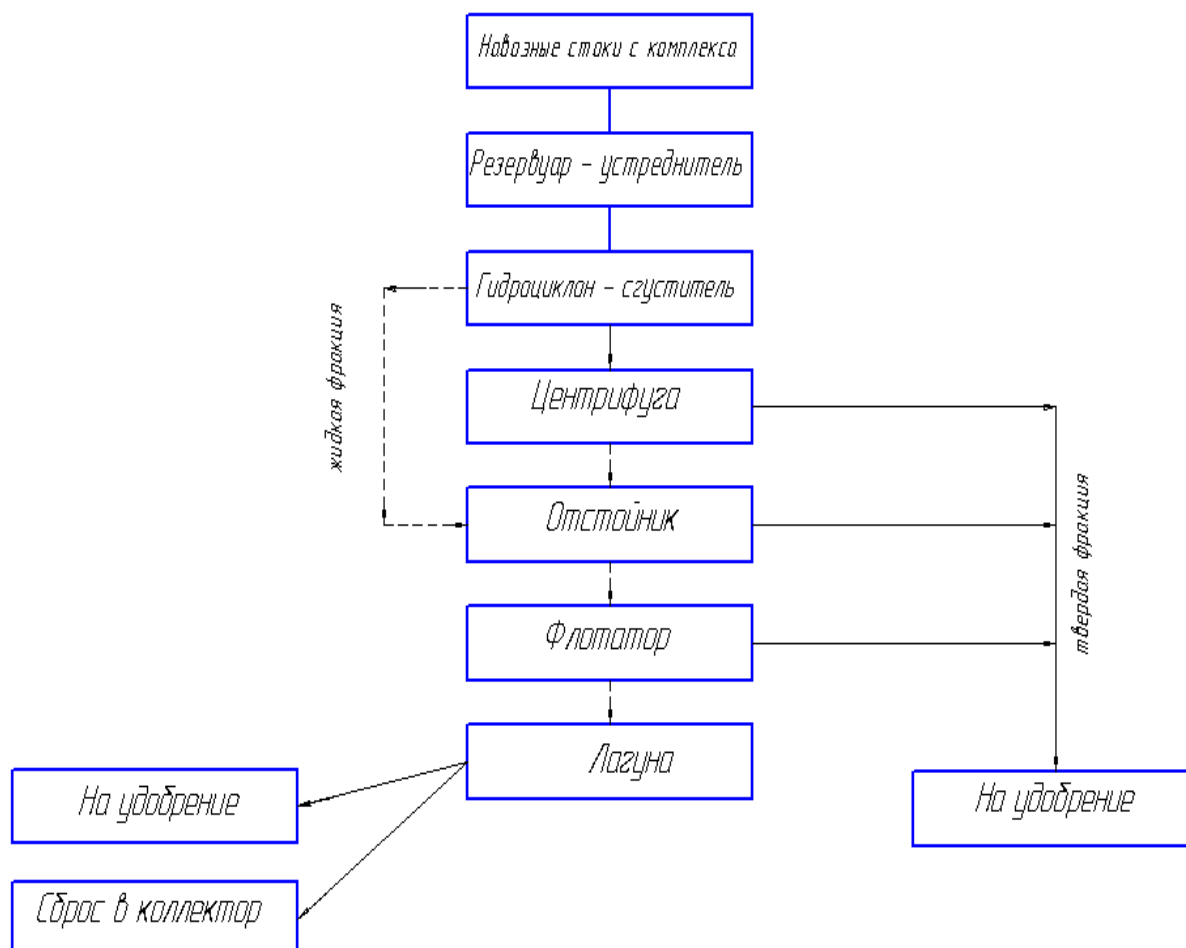 Навозные стоки с комплекса
Резервуар - устреднитель
Гидроциклон - сгуститель
жидкая фракция
Центрифуга
Отстойник
твердая фракция
Флотатор
Лагуна
На удобрение
На удобрение
Сброс в коллектор